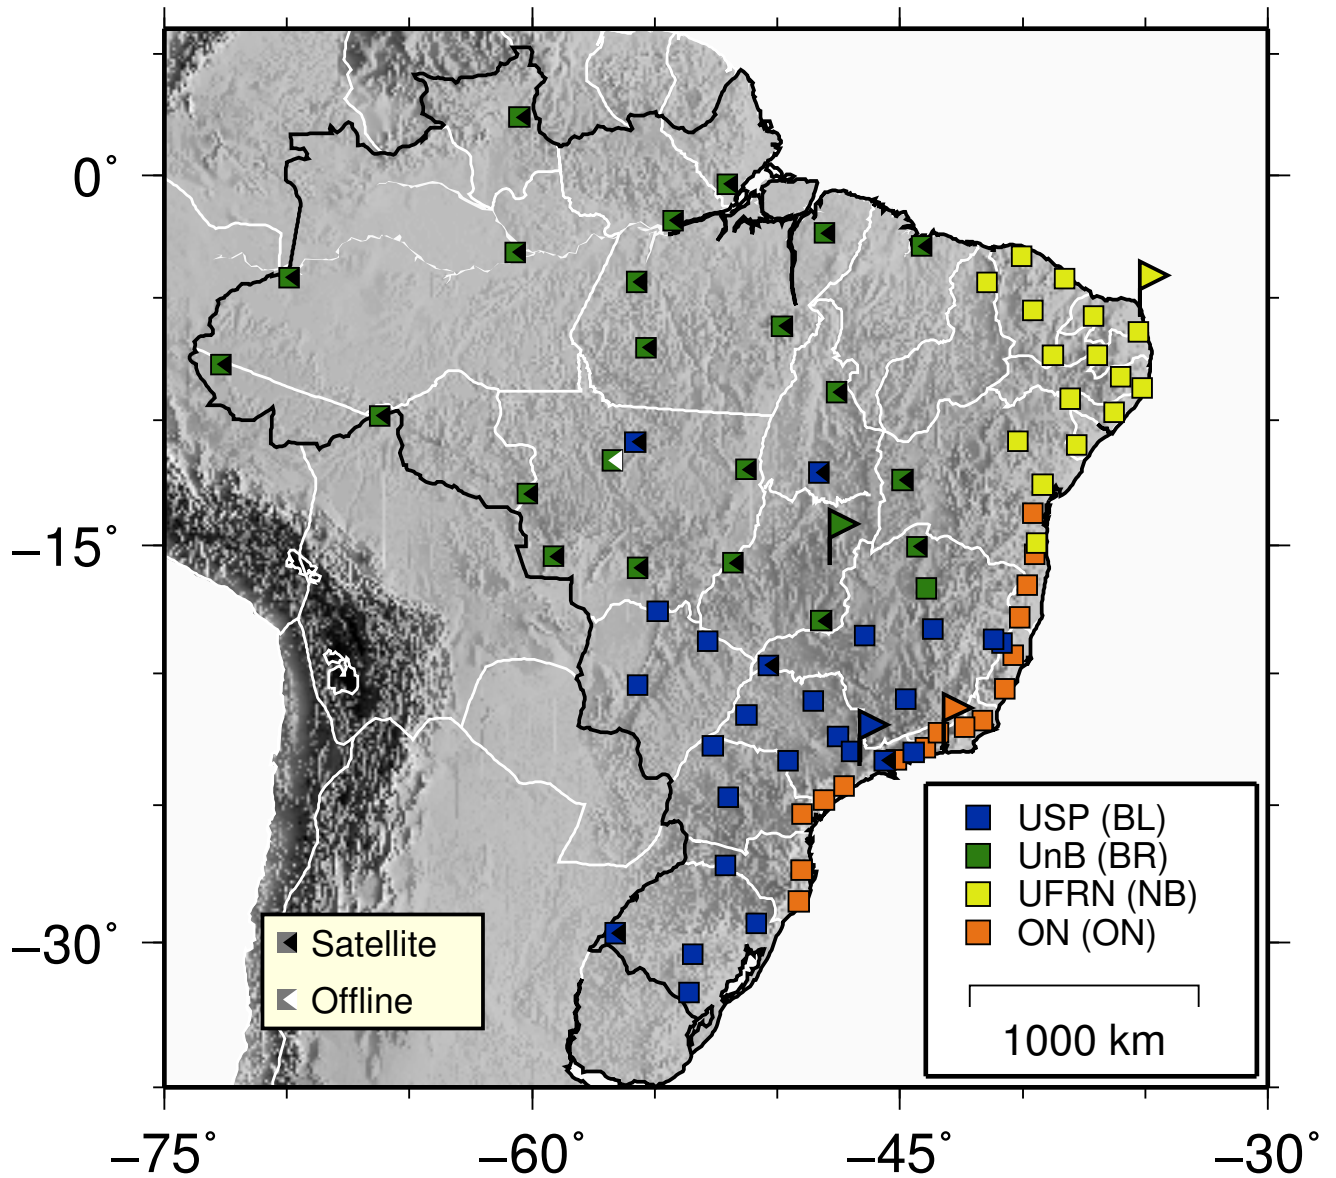 0°
−15°
−30°
USP (BL)
UnB (BR)
UFRN (NB)
ON (ON)
1000 km
Satellite
Offline
−75° −60° −45° −30°